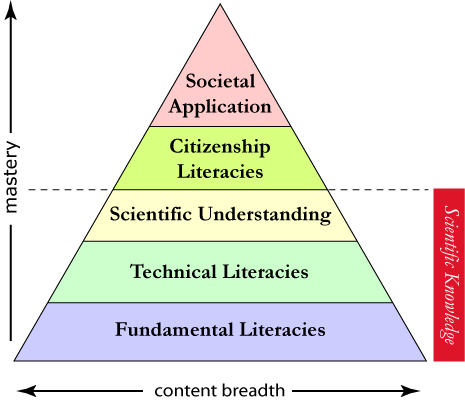 Societal
Application
Citizenship
Literacies
Scientific Understanding
Technical Literacies
Fundamental Literacies
mastery
Scientific Knowledge
content breadth